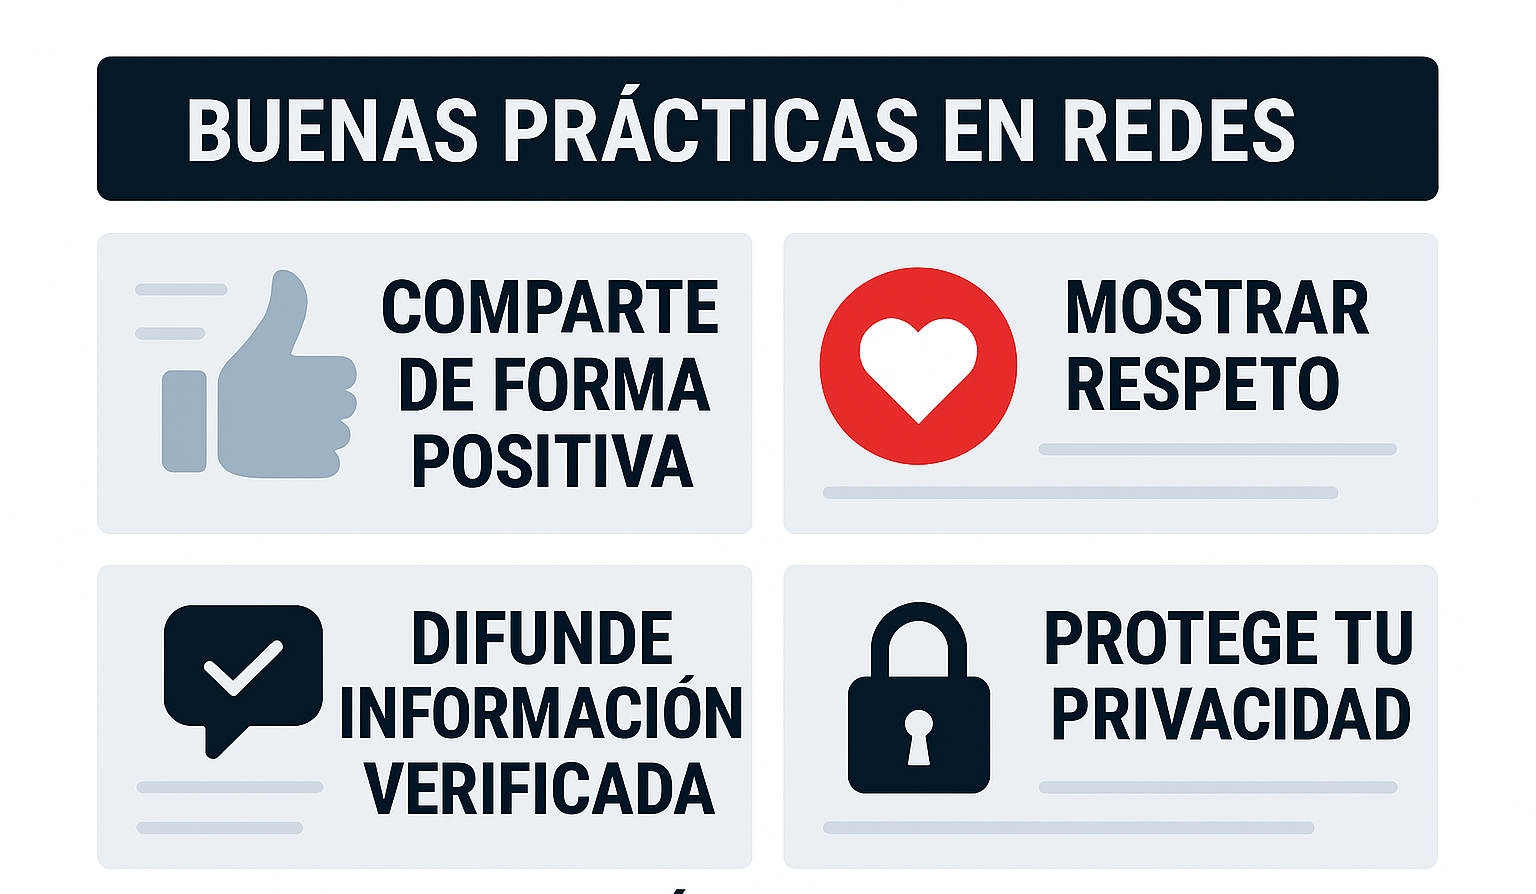 BUENAS PRÁCTICAS EN REDES
COMPARTE
DE FORMA
POSITIVA
MOSTRAR
RESPETO
DIFUNDE
INFORMACIÓN
VERIFICADA
PROTEGE TU
PRIVACIDAD